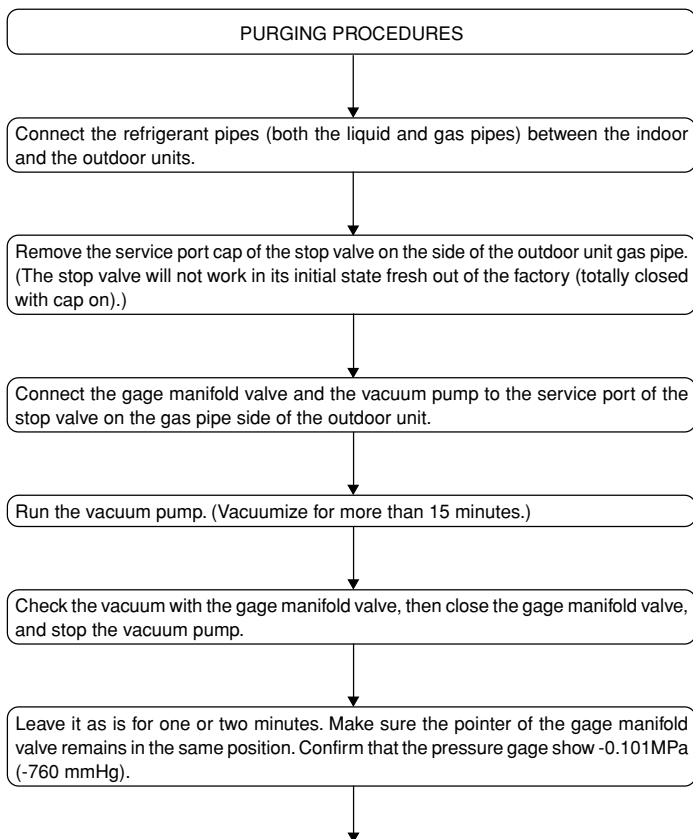 PURGING PROCEDURES
Connect the refrigerant pipes (both the liquid and gas pipes) between the indoor
and the outdoor units.
Remove the service port cap of the stop valve on the side of the outdoor unit gas pipe.
(The stop valve will not work in its initial state fresh out of the factory (totally closed
with cap on).)
Connect the gage manifold valve and the vacuum pump to the service port of the
stop valve on the gas pipe side of the outdoor unit.
Run the vacuum pump. (Vacuumize for more than 15 minutes.)
Check the vacuum with the gage manifold valve, then close the gage manifold valve,
and stop the vacuum pump.
Leave it as is for one or two minutes. Make sure the pointer of the gage manifold
valve remains in the same position. Confirm that the pressure gage show -0.101MPa
(-760 mmHg).